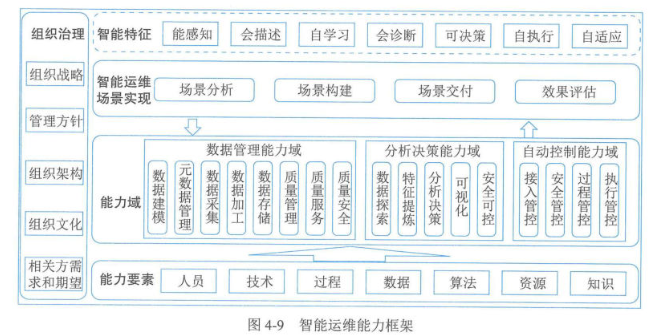 组织治理
组织战略
管理方针
组织架构
组织文化
相关方需
求和期望
智能特征
能感知
会描述
自学习
会诊断
可决策
自执行
自适应
智能运维
场景实现
场景分析
场景构建
场景交付
效果评估
能力域
数据管理能力域
数据建模
元数据管理
数据采集
数据加工
数据存储
质量管理
质量服务
质量安全
分析决策能力域
数据探索
特征提炼
分析决策
可视化
安全可控
自动控制能力域
接入管控
安全管控
过程管控
执行管控
能力要素
人员
技术
过程
数据
算法
资源
知识
图 4-9 智能运维能力框架